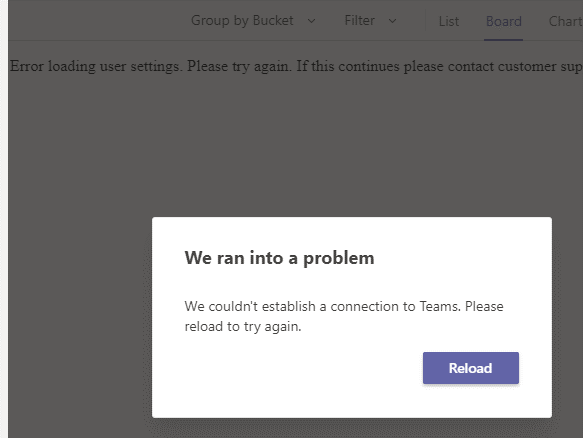 Group by Bucket Filter List Board Chart
Error loading user settings. Please try again. If this continues please contact customer sup
We ran into a problem
We couldn't establish a connection to Teams. Please
reload to try again.
Reload